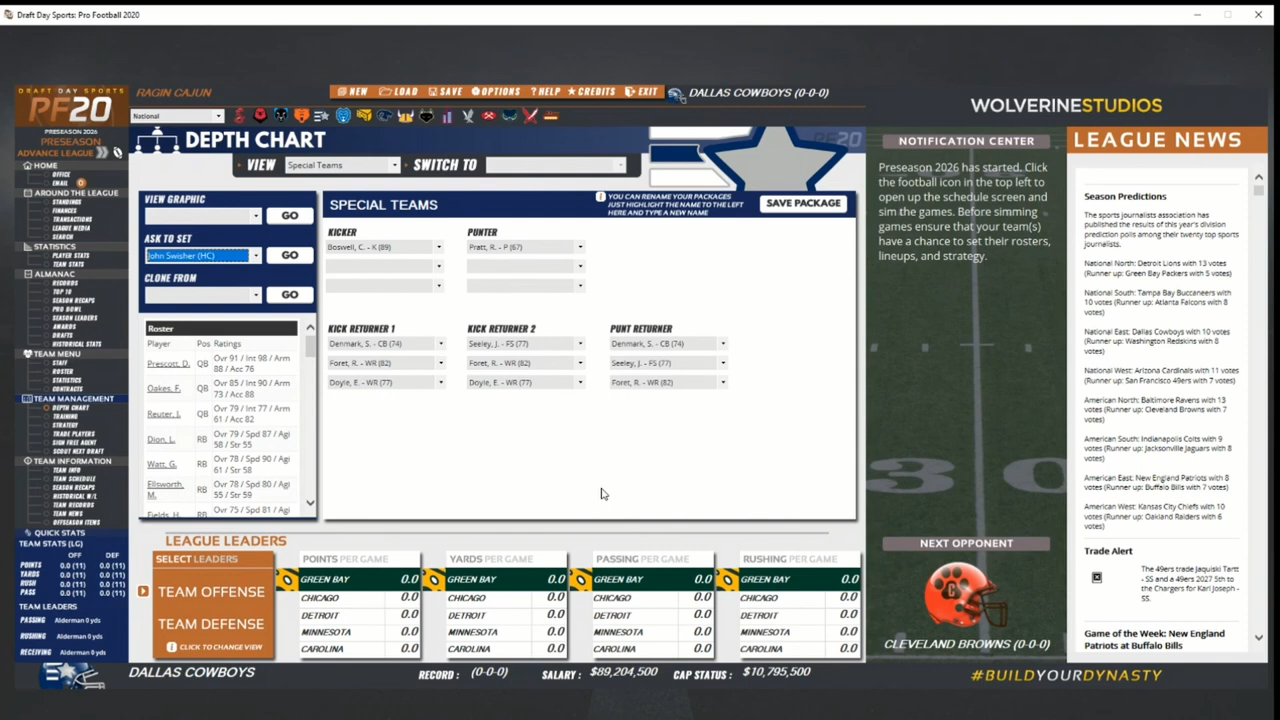 Draft Day Sports: Pro Football 2020
DRAFT DAY SPORTS
PF20
RAGIN CAJUN
NEW LOAD SAVE OPTIONS ? HELP CREDITS EXIT
DALLAS COWBOYS (0-0-0)
WOLVERINESTUDIOS
National
PRESEASON 2026
PRESEASON
ADVANCE LEAGUE
HOME
OFFICE
EMAIL 0
AROUND THE LEAGUE
STANDINGS
FINANCES
TRANSACTIONS
LEAGUE MEDIA
SEARCH
STATISTICS
PLAYER STATS
TEAM STATS
ALMANAC
RECORDS
TOP 10
SEASON RECAPS
PRO BOWL
SEASON LEADERS
AWARDS
DRAFTS
HISTORICAL STATS
TEAM MENU
STAFF
ROSTER
STATISTICS
CONTRACTS
TEAM MANAGEMENT
DEPTH CHART
TRAINING
STRATEGY
TRADE PLAYERS
SIGN FREE AGENT
SCOUT NEXT DRAFT
TEAM INFORMATION
TEAM INFO
TEAM SCHEDULE
SEASON RECAPS
HISTORICAL W/L
TEAM RECORDS
TEAM NEWS
OFFSEASON ITEMS
QUICK STATS
TEAM STATS (LG)
OFF DEF
POINTS 0.0 (11) 0.0 (11)
YARDS 0.0 (11) 0.0 (11)
RUSH 0.0 (11) 0.0 (11)
PASS 0.0 (11) 0.0 (11)
TEAM LEADERS
PASSING Alderman 0 yds
RUSHING Alderman 0 yds
RECEIVING Alderman 0 yds
DEPTH CHART
PF20
VIEW Special Teams SWITCH TO
VIEW GRAPHIC
GO
ASK TO SET
John Swisher (HC) GO
CLONE FROM
GO
Roster
Player Pos Ratings
Prescott, D. QB Ovr 91 / Int 98 / Arm 88 / Acc 76
Oakes, F. QB Ovr 85 / Int 90 / Arm 73 / Acc 88
Reuter, I. QB Ovr 79 / Int 77 / Arm 61 / Acc 82
Dion, L. RB Ovr 79 / Spd 87 / Agi 58 / Str 55
Watt, G. RB Ovr 78 / Spd 90 / Agi 61 / Str 58
Ellsworth, M. RB Ovr 78 / Spd 80 / Agi 55 / Str 59
Fields, H. RB Ovr 75 / Spd 81 / Agi
SPECIAL TEAMS
YOU CAN RENAME YOUR PACKAGES
JUST HIGHLIGHT THE NAME TO THE LEFT
HERE AND TYPE A NEW NAME
SAVE PACKAGE
KICKER PUNTER
Boswell, C. - K (89) Pratt, R. - P (67)
KICK RETURNER 1 KICK RETURNER 2 PUNT RETURNER
Denmark, S. - CB (74) Seeley, J. - FS (77) Denmark, S. - CB (74)
Foret, R. - WR (82) Foret, R. - WR (82) Seeley, J. - FS (77)
Doyle, E. - WR (77) Doyle, E. - WR (77) Foret, R. - WR (82)
LEAGUE LEADERS
SELECT LEADERS
TEAM OFFENSE
TEAM DEFENSE
CLICK TO CHANGE VIEW
POINTS PER GAME
GREEN BAY 0.0
CHICAGO 0.0
DETROIT 0.0
MINNESOTA 0.0
CAROLINA 0.0
YARDS PER GAME
GREEN BAY 0.0
CHICAGO 0.0
DETROIT 0.0
MINNESOTA 0.0
CAROLINA 0.0
PASSING PER GAME
GREEN BAY 0.0
CHICAGO 0.0
DETROIT 0.0
MINNESOTA 0.0
CAROLINA 0.0
RUSHING PER GAME
GREEN BAY 0.0
CHICAGO 0.0
DETROIT 0.0
MINNESOTA 0.0
CAROLINA 0.0
NOTIFICATION CENTER
Preseason 2026 has started. Click
the football icon in the top left to
open up the schedule screen and
sim the games. Before simming
games ensure that your team(s)
have a chance to set their rosters,
lineups, and strategy.
3 0
NEXT OPPONENT
CLEVELAND BROWNS (0-0-0)
LEAGUE NEWS
Season Predictions
The sports journalists association has
published the results of this year's division
prediction polls among their twenty top sports
journalists.
National North: Detroit Lions with 13 votes
(Runner up: Green Bay Packers with 5 votes)
National South: Tampa Bay Buccaneers with
10 votes (Runner up: Atlanta Falcons with 8
votes)
National East: Dallas Cowboys with 10 votes
(Runner up: Washington Redskins with 8
votes)
National West: Arizona Cardinals with 11 votes
(Runner up: San Francisco 49ers with 7 votes)
American North: Baltimore Ravens with 13
votes (Runner up: Cleveland Browns with 7
votes)
American South: Indianapolis Colts with 9
votes (Runner up: Jacksonville Jaguars with 8
votes)
American East: New England Patriots with 8
votes (Runner up: Buffalo Bills with 7 votes)
American West: Kansas City Chiefs with 10
votes (Runner up: Oakland Raiders with 6
votes)
Trade Alert
The 49ers trade Jaquiski Tartt
- SS and a 49ers 2027 5th to
the Chargers for Karl Joseph -
SS.
Game of the Week: New England
Patriots at Buffalo Bills
DALLAS COWBOYS RECORD : (0-0-0) SALARY: $89,204,500 CAP STATUS : $10,795,500
#BUILDYOURDYNASTY